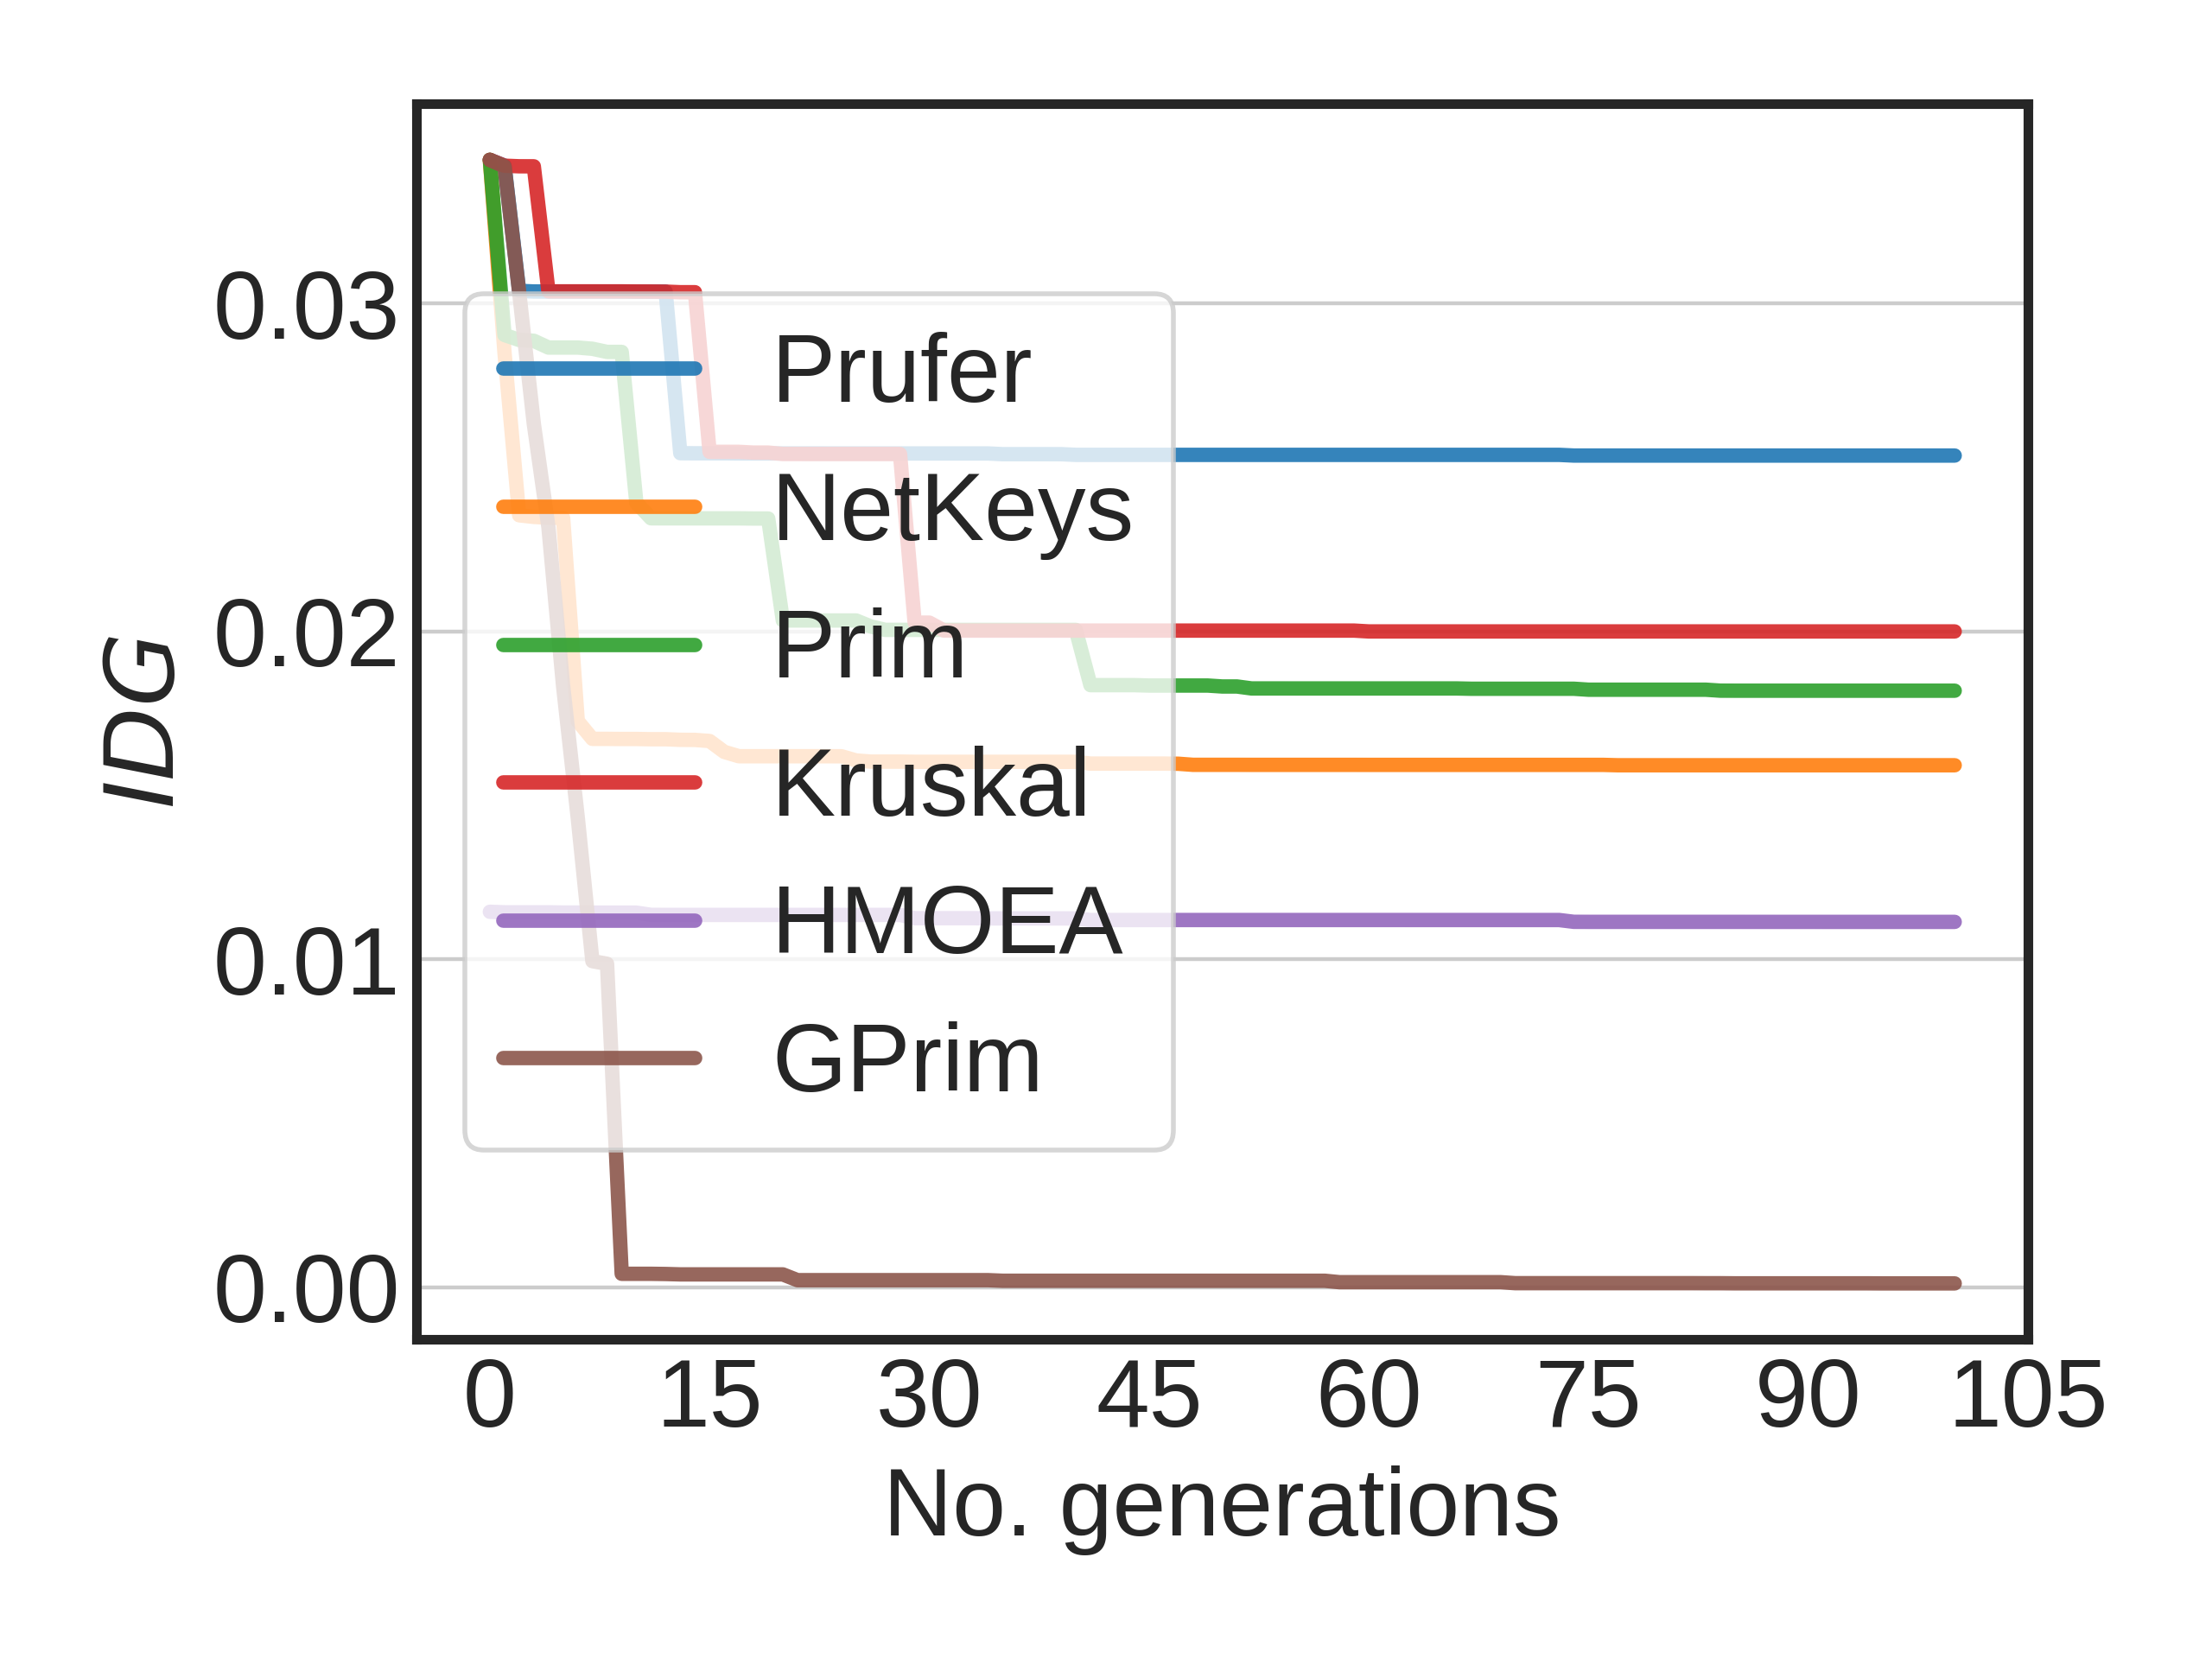 IDG
0.03
0.02
0.01
0.00
Prufer
NetKeys
Prim
Kruskal
HMOEA
GPrim
0 15 30 45 60 75 90 105
No. generations